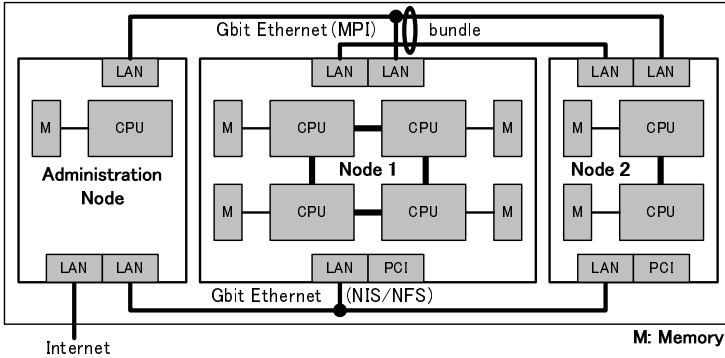 Gbit Ethernet (MPI) bundle
LAN LAN LAN LAN LAN
M CPU CPU CPU M M CPU
Administration Node
Node 1 Node 2
M CPU CPU M M CPU
LAN LAN LAN PCI LAN PCI
Gbit Ethernet (NIS/NFS)
Internet
M: Memory